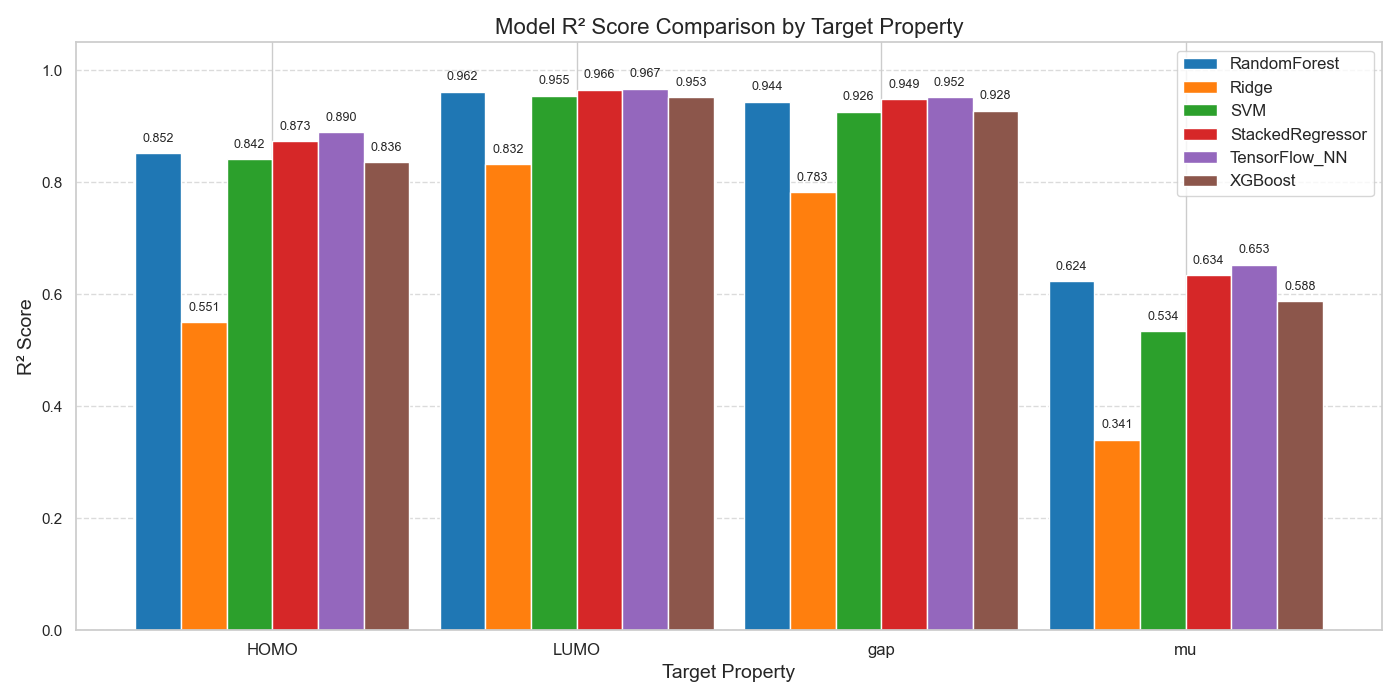 Model R² Score Comparison by Target Property
RandomForest
Ridge
SVM
StackedRegressor
TensorFlow_NN
XGBoost
R² Score
1.0
0.8
0.6
0.4
0.2
0.0
0.852
0.551
0.842
0.873
0.890
0.836
0.962
0.832
0.955
0.966
0.967
0.953
0.944
0.783
0.926
0.949
0.952
0.928
0.624
0.341
0.534
0.634
0.653
0.588
HOMO
LUMO
gap
mu
Target Property